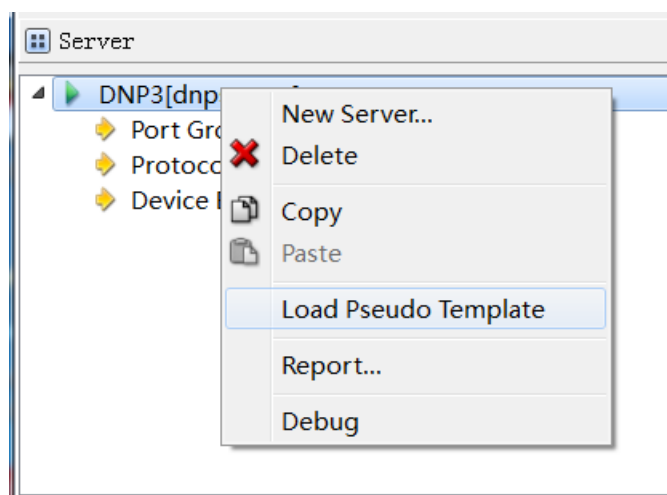 Server
DNP3[dnp
New Server...
Port Gro
Delete
Protoco
Device
Copy
Paste
Load Pseudo Template
Report...
Debug